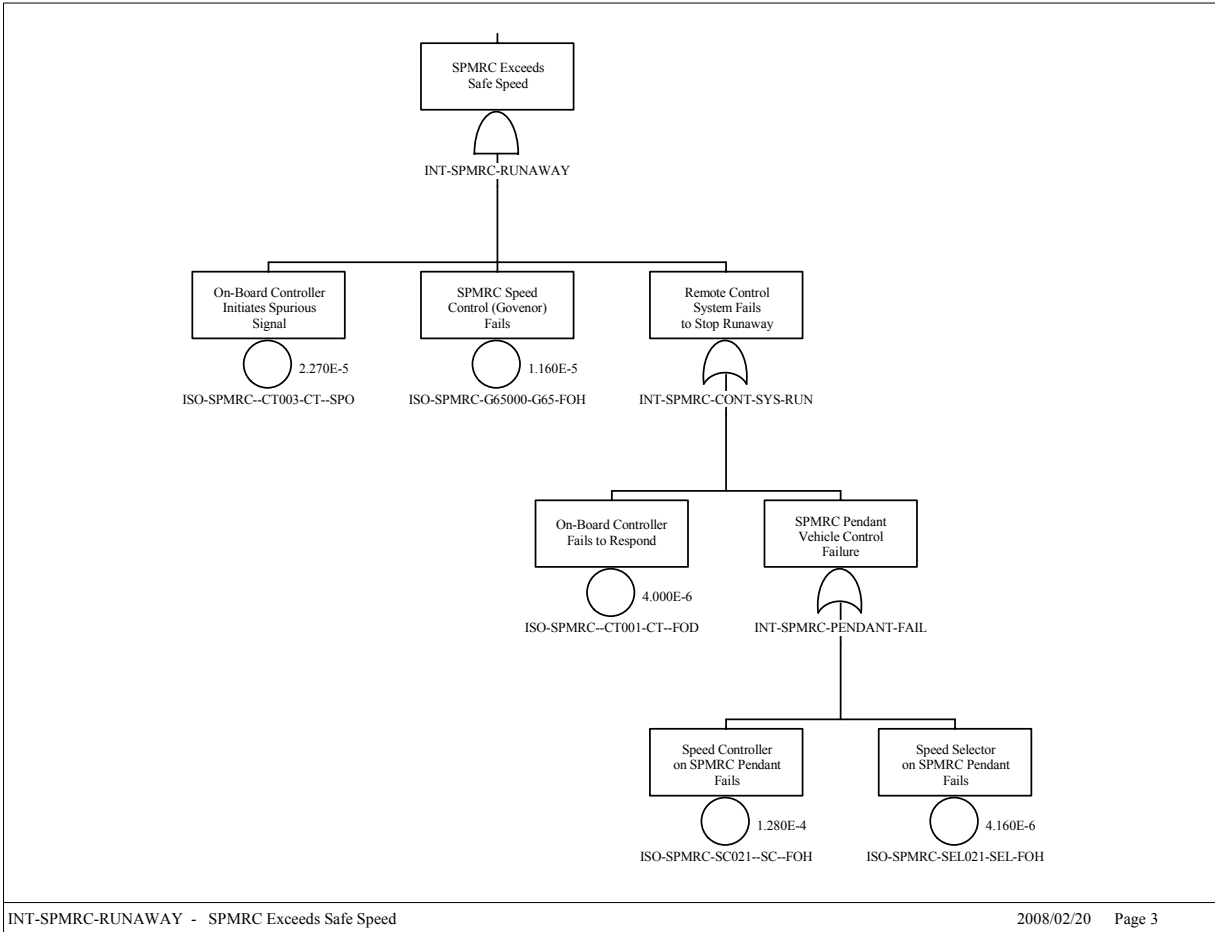 SPMRC Exceeds
Safe Speed
INT-SPMRC-RUNAWAY
On-Board Controller
Initiates Spurious
Signal
2.270E-5
ISO-SPMRC--CT003-CT--SPO
SPMRC Speed
Control (Govenor)
Fails
1.160E-5
ISO-SPMRC-G65000-G65-FOH
Remote Control
System Fails
to Stop Runaway
INT-SPMRC-CONT-SYS-RUN
On-Board Controller
Fails to Respond
4.000E-6
ISO-SPMRC--CT001-CT--FOD
SPMRC Pendant
Vehicle Control
Failure
INT-SPMRC-PENDANT-FAIL
Speed Controller
on SPMRC Pendant
Fails
1.280E-4
ISO-SPMRC-SC021--SC--FOH
Speed Selector
on SPMRC Pendant
Fails
4.160E-6
ISO-SPMRC-SEL021-SEL-FOH
INT-SPMRC-RUNAWAY - SPMRC Exceeds Safe Speed
2008/02/20 Page 3